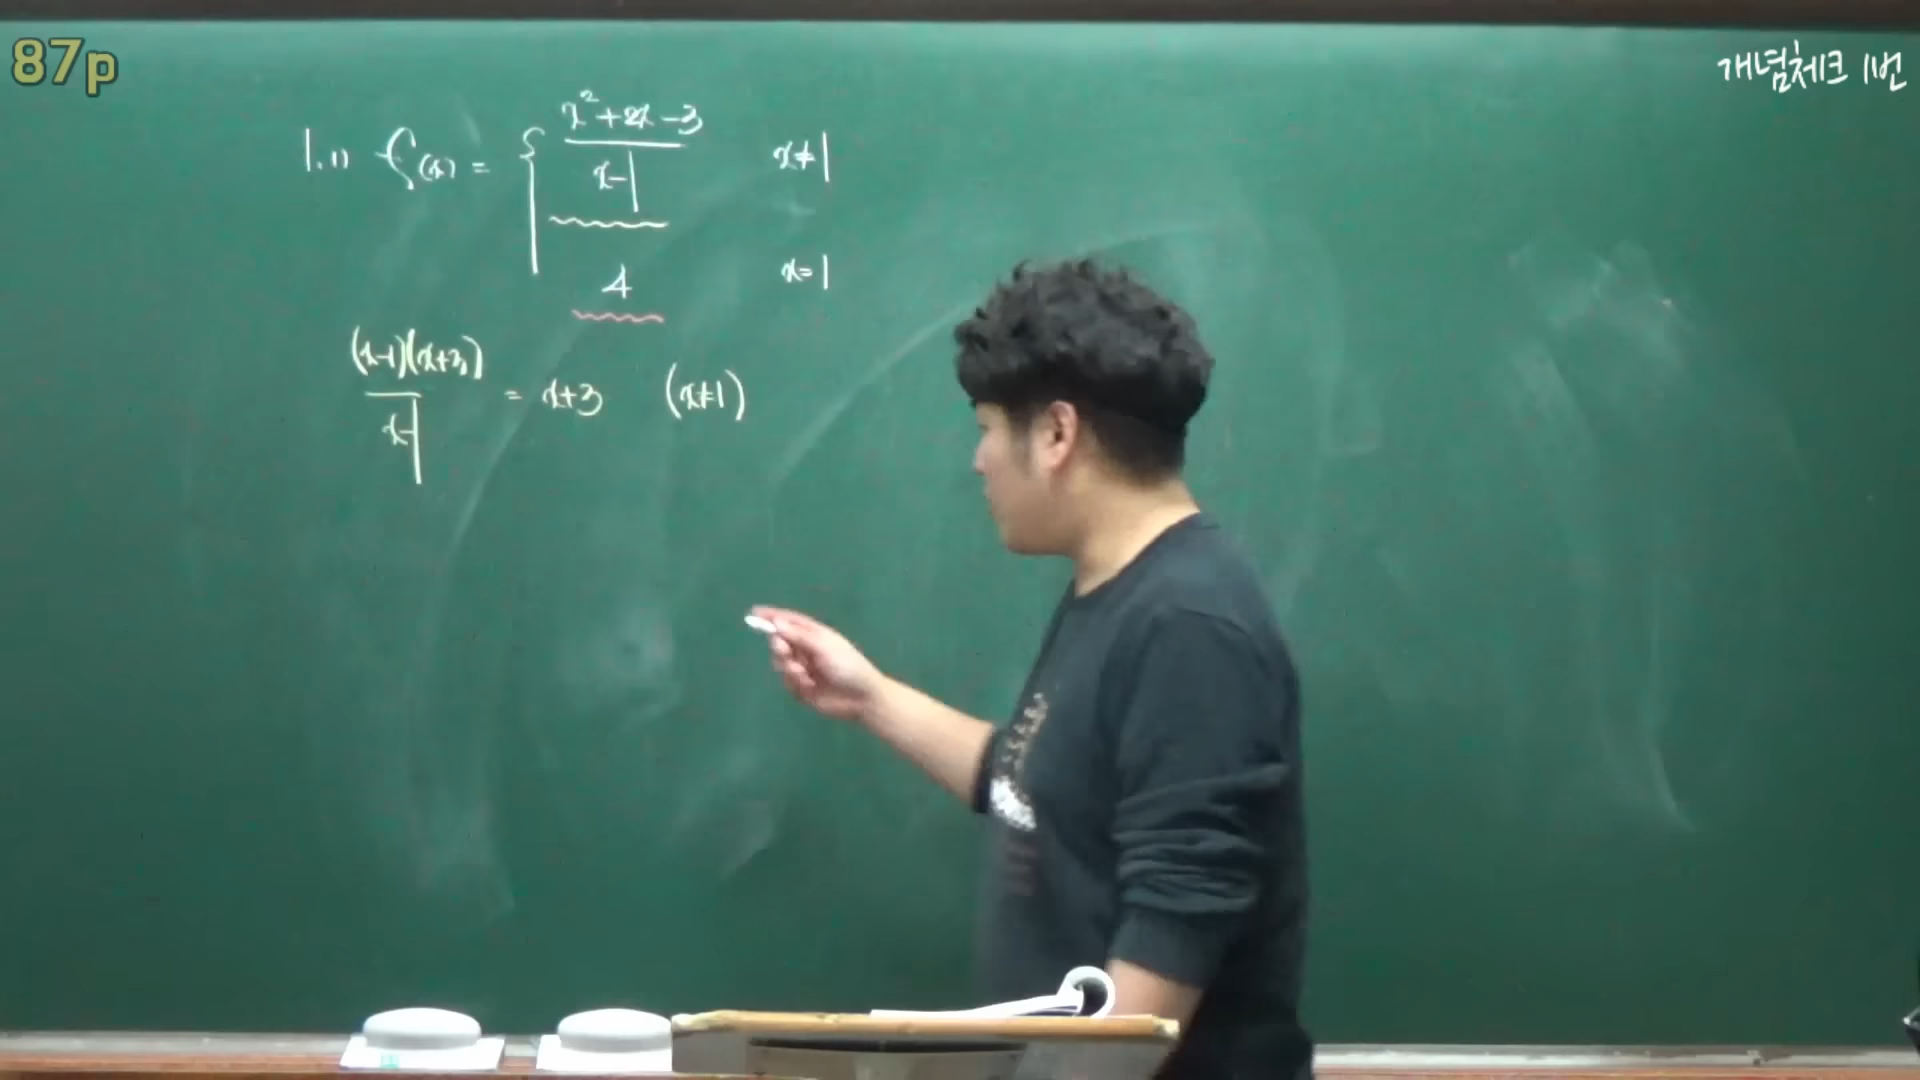 87p
개념체크 1번
1. 1) f(x) = { x²+2x-3 / x-1 x≠1
4 x=1
(x-1)(x+3) / x-1 = x+3 (x≠1)